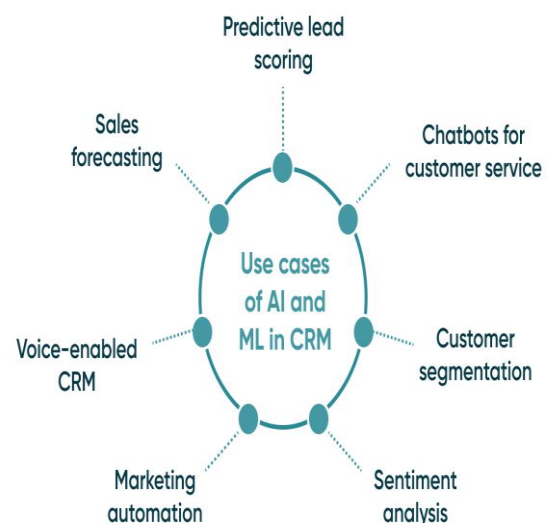 Predictive lead
scoring
Chatbots for
customer service
Customer
segmentation
Sentiment
analysis
Marketing
automation
Voice-enabled
CRM
Sales
forecasting
Use cases
of AI and
ML in CRM